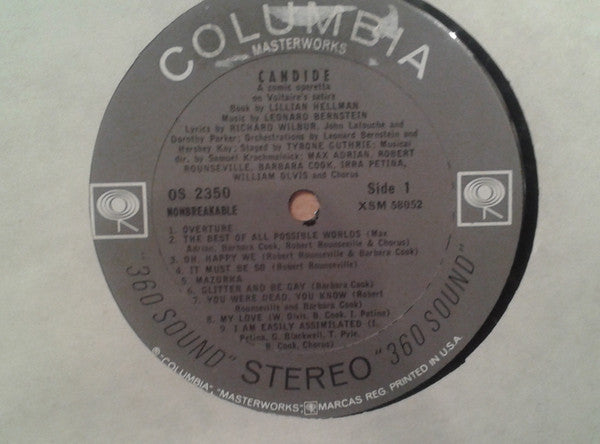 COLUMBIA
MASTERWORKS
CANDIDE
A comic operetta
on Voltaire's satire
Book by LILLIAN HELLMAN
Music by LEONARD BERNSTEIN
Lyrics by RICHARD WILBUR, John Latouche and
Dorothy Parker; Orchestrations by Leonard Bernstein and
Hershey Kay; Staged by TYRONE GUTHRIE; Musical
dir. by Samuel Krachmalnick; MAX ADRIAN, ROBERT
ROUNSEVILLE, BARBARA COOK, IRRA PETINA,
WILLIAM OLVIS and Chorus
OS 2350
Side 1
NONBREAKABLE
XSM 58052
1. OVERTURE
2. THE BEST OF ALL POSSIBLE WORLDS (Max
Adrian, Barbara Cook, Robert Rounseville & Chorus)
3. OH, HAPPY WE (Robert Rounseville & Barbara Cook)
4. IT MUST BE SO (Robert Rounseville)
5. MAZURKA
6. GLITTER AND BE GAY (Barbara Cook)
7. YOU WERE DEAD, YOU KNOW (Robert
Rounseville and Barbara Cook)
8. MY LOVE (W. Olvis, B. Cook, I. Petina)
9. I AM EASILY ASSIMILATED (I.
Petina, G. Blackwell, T. Pyle,
B. Cook, Chorus)
"360 SOUND" STEREO "360 SOUND"
® "COLUMBIA", "MASTERWORKS", MARCAS REG. PRINTED IN U.S.A.